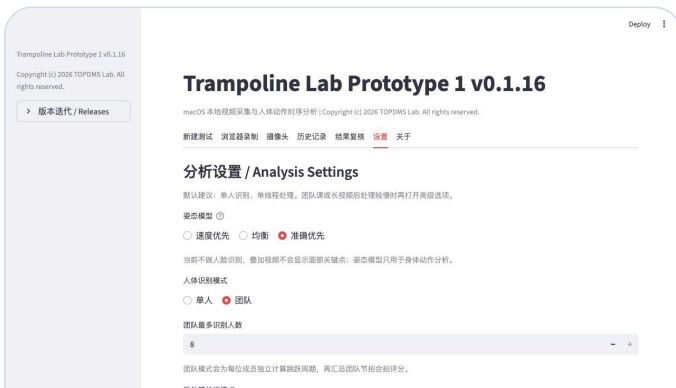 Deploy
Trampoline Lab Prototype 1 v0.1.16
Copyright (c) 2026 TOPDMS Lab. All
rights reserved.
版本迭代 / Releases
Trampoline Lab Prototype 1 v0.1.16
macOS 本地视频采集与人体动作时序分析 | Copyright (c) 2026 TOPDMS Lab. All rights reserved.
新建测试 浏览器录制 摄像头 历史记录 结果复核 设置 关于
分析设置 / Analysis Settings
默认建议：单人识别、单线程处理。团队课或长视频后处理较慢时再打开高级选项。
姿态模型
速度优先 均衡 准确优先
当前不做人脸识别，叠加视频不会显示面部关键点；姿态模型只用于身体动作分析。
人体识别模式
单人 团队
团队最多识别人数
8
团队模式会为每位成员独立计算跳跃周期，再汇总团队节拍合拍评分。